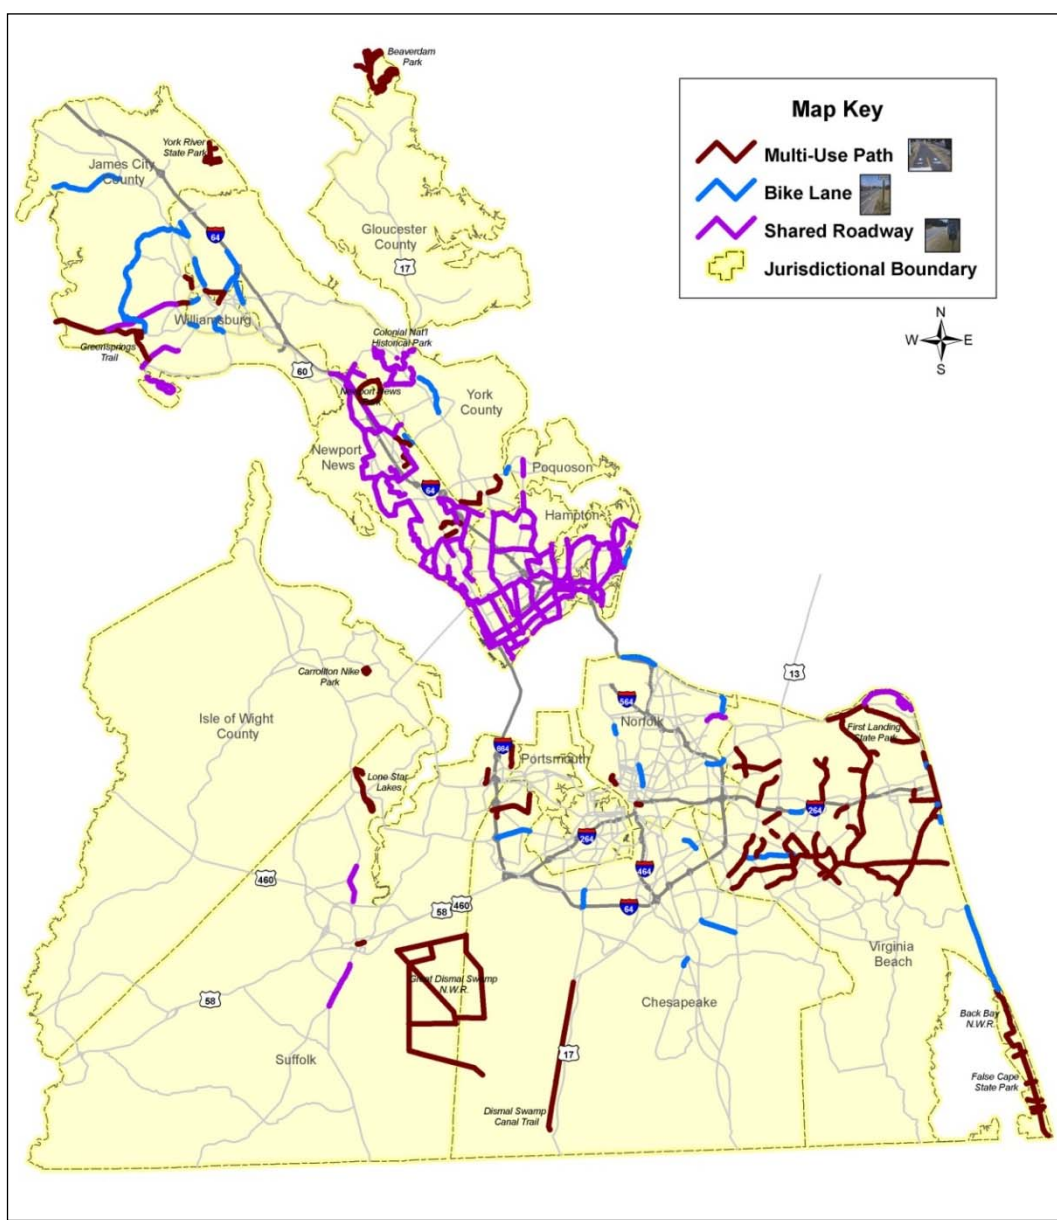 Beaverdam
Park
Map Key
Multi-Use Path
Bike Lane
Shared Roadway
Jurisdictional Boundary
N
W
E
S
York River
State Park
James City
County
64
Gloucester
County
17
Williamsburg
Greensprings
Trail
Colonial Nat'l
Historical Park
60
Newport News
York
County
Newport
News
64
Poquoson
Hampton
13
Carrollton Nike
Park
Isle of Wight
County
564
Norfolk
First Landing
State Park
664
Portsmouth
Lone Star
Lakes
264
264
464
460
58
460
64
Virginia
Beach
Great Dismal Swamp
N.W.R.
58
Chesapeake
Back Bay
N.W.R.
17
Suffolk
False Cape
State Park
Dismal Swamp
Canal Trail